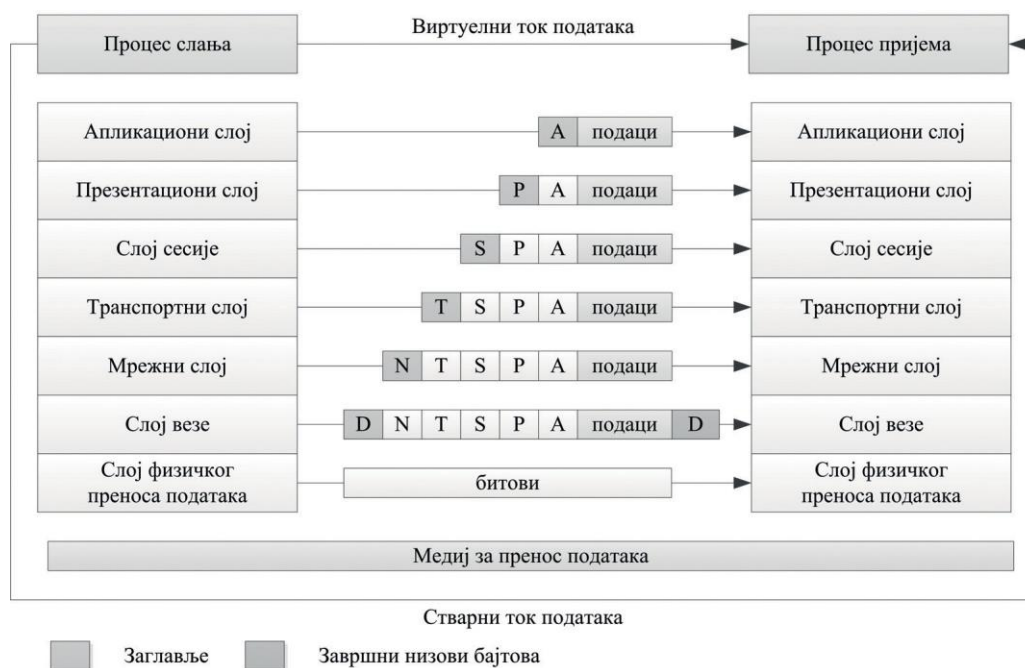 Процес слања
Виртуелни ток података
Процес пријема
Апликациони слој
A подаци
Апликациони слој
Презентациони слој
P A подаци
Презентациони слој
Слој сесије
S P A подаци
Слој сесије
Транспортни слој
T S P A подаци
Транспортни слој
Мрежни слој
N T S P A подаци
Мрежни слој
Слој везе
D N T S P A подаци D
Слој везе
Слој физичког
преноса података
битови
Слој физичког
преноса података
Медиј за пренос података
Стварни ток података
Заглавље
Завршни низови бајтова